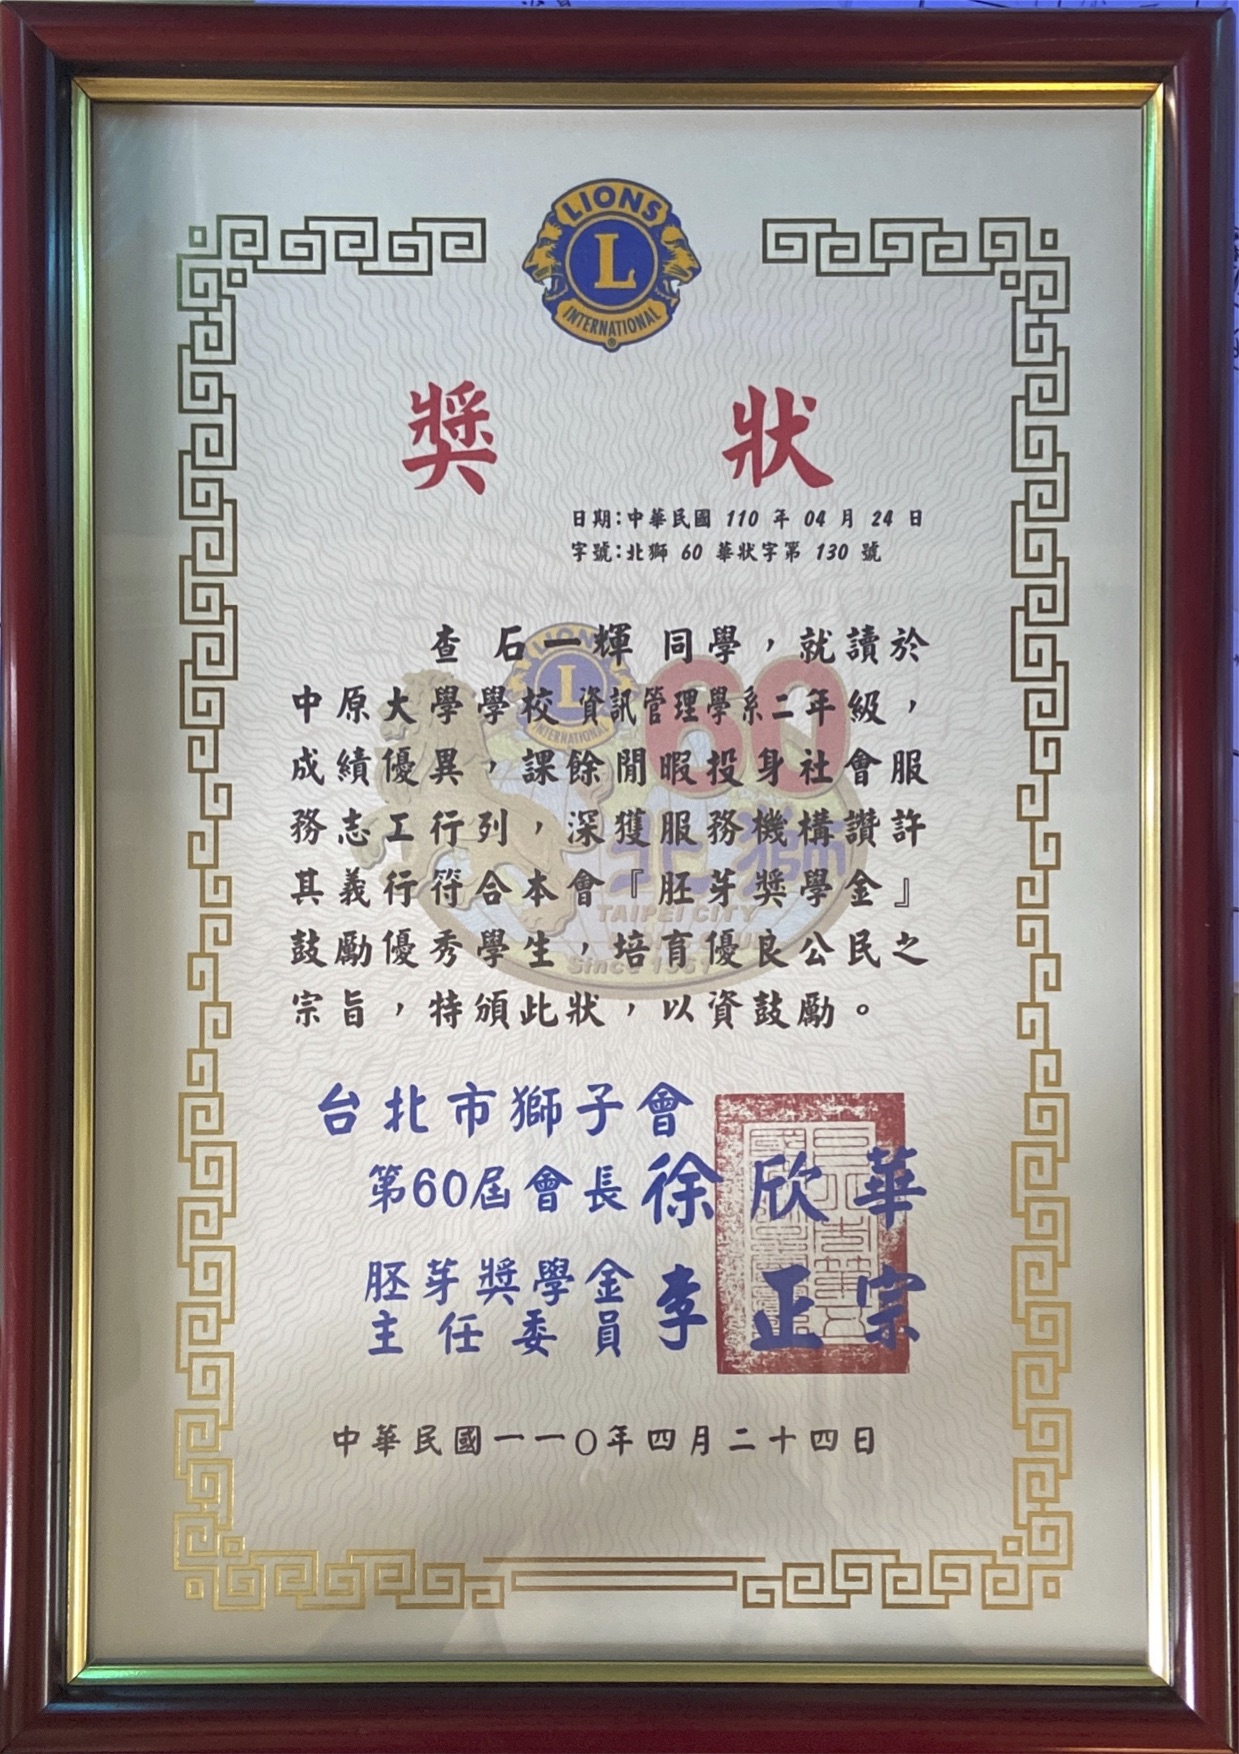 LIONS
L
INTERNATIONAL
獎 狀
日期:中華民國 110 年 04 月 24 日
字號:北獅 60 華狀字第 130 號
查 石一輝 同學，就讀於
中原大學學校 資訊管理學系二年級，
成績優異，課餘閒暇投身社會服
務志工行列，深獲服務機構讚許
其義行符合本會『胚芽獎學金』
鼓勵優秀學生，培育優良公民之
宗旨，特頒此狀，以資鼓勵。
LIONS
L
INTERNATIONAL
60
北獅
TAIPEI CITY
Since 1961
台北市獅子會
第60屆會長 徐欣華
胚芽獎學金
主任委員 李正宗
中華民國一一○年四月二十四日